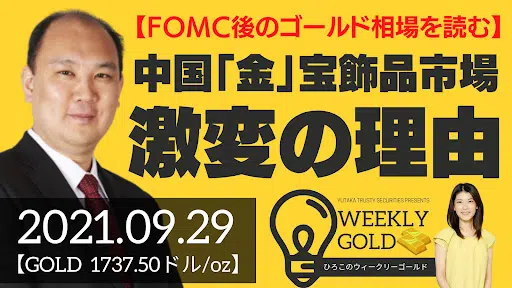 【FOMC後のゴールド相場を読む】
中国「金」宝飾品市場
激変の理由
2021.09.29
【GOLD 1737.50ドル/oz】
YUTAKA TRUSTY SECURITIES PRESENTS
WEEKLY
GOLD
ひろこのウィークリーゴールド